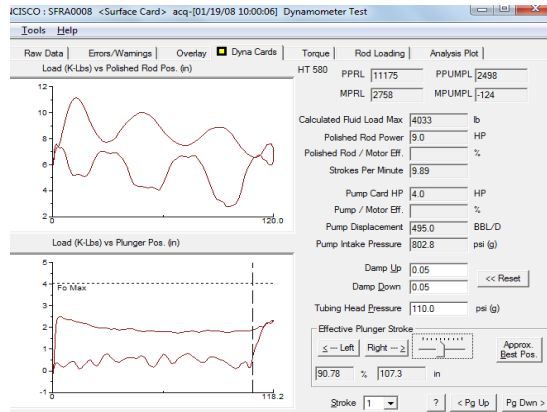 CISCO : SFRA0008 <Surface Card> acq-[01/19/08 10:00:06] Dynamometer Test
Tools Help
Raw Data Errors/Warnings Overlay Dyna Cards Torque Rod Loading Analysis Plot
Load (K-Lbs) vs Polished Rod Pos. (in)
12
10
8
6
4
2
120.0
Load (K-Lbs) vs Plunger Pos. (in)
5
4
Fo Max
3
2
1
0
-1
118.2
HT 580 PPRL 11175 PPUMPL 2498
MPRL 2758 MPUMPL -124
Calculated Fluid Load Max 4033 lb
Polished Rod Power 9.0 HP
Polished Rod / Motor Eff. %
Strokes Per Minute 9.89
Pump Card HP 4.0 HP
Pump / Motor Eff. %
Pump Displacement 495.0 BBL/D
Pump Intake Pressure 802.8 psi (g)
Damp Up 0.05
<< Reset
Damp Down 0.05
Tubing Head Pressure 110.0 psi (g)
Effective Plunger Stroke
< --- Left Right --- > Approx. Best Pos.
90.78 % 107.3 in
Stroke 1 ? < Pg Up Pg Dwn >